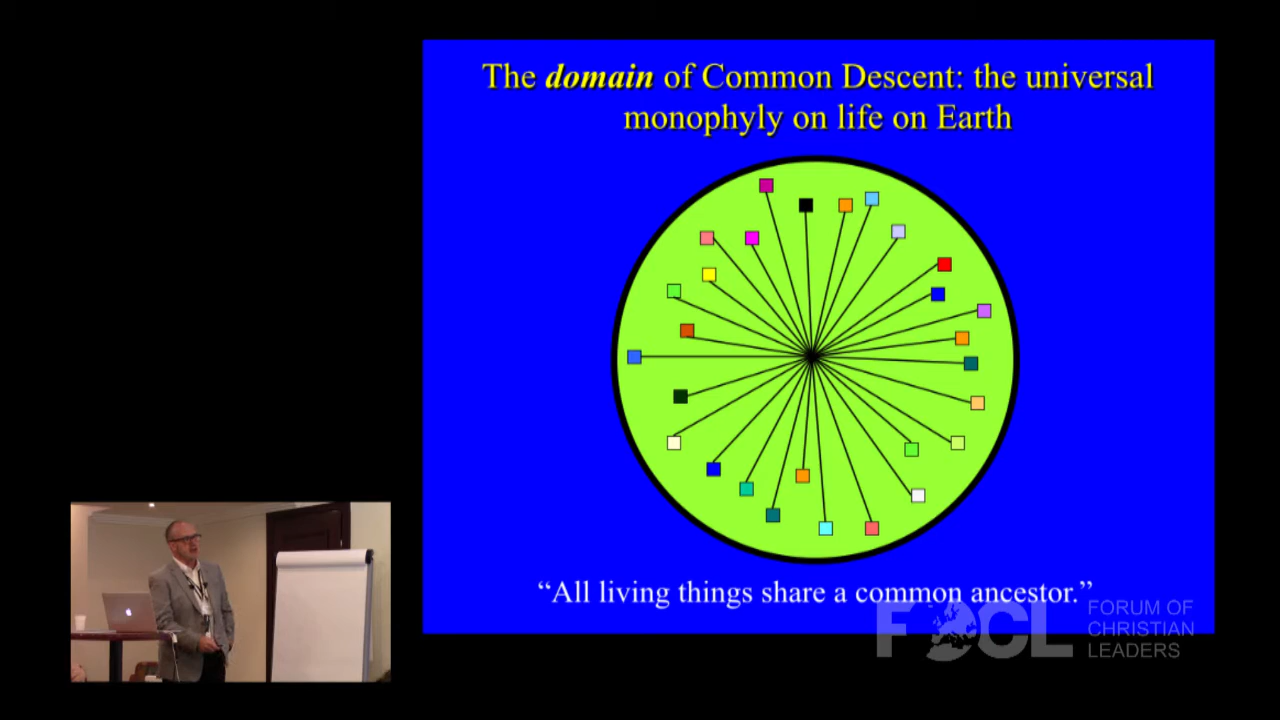 The domain of Common Descent: the universal
monophyly on life on Earth
“All living things share a common ancestor.”
FOCL
FORUM OF
CHRISTIAN
LEADERS